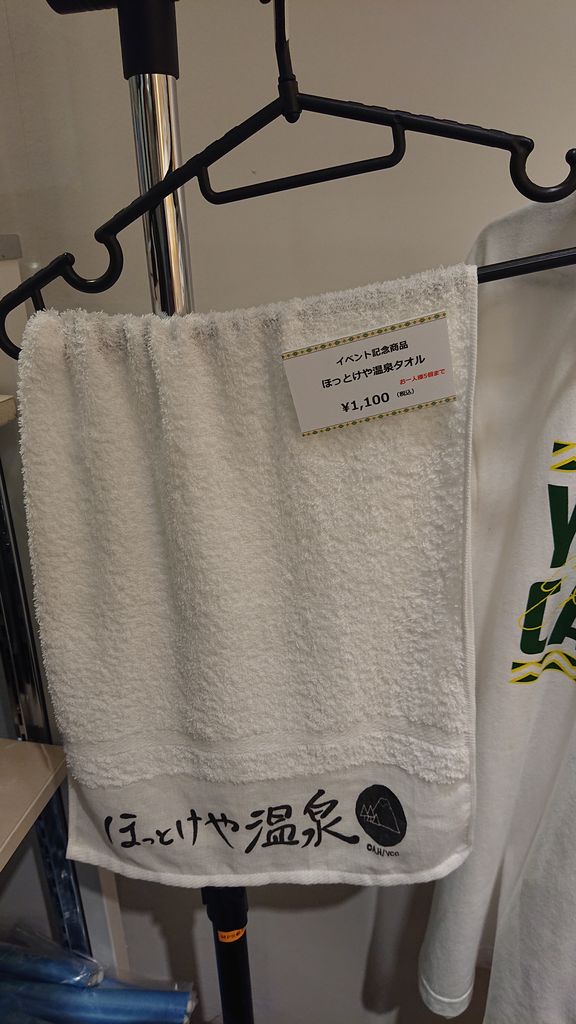 イベント記念商品
ほっとけや温泉タオル
お一人様5個まで
¥1,100 (税込)
ほっとけや温泉